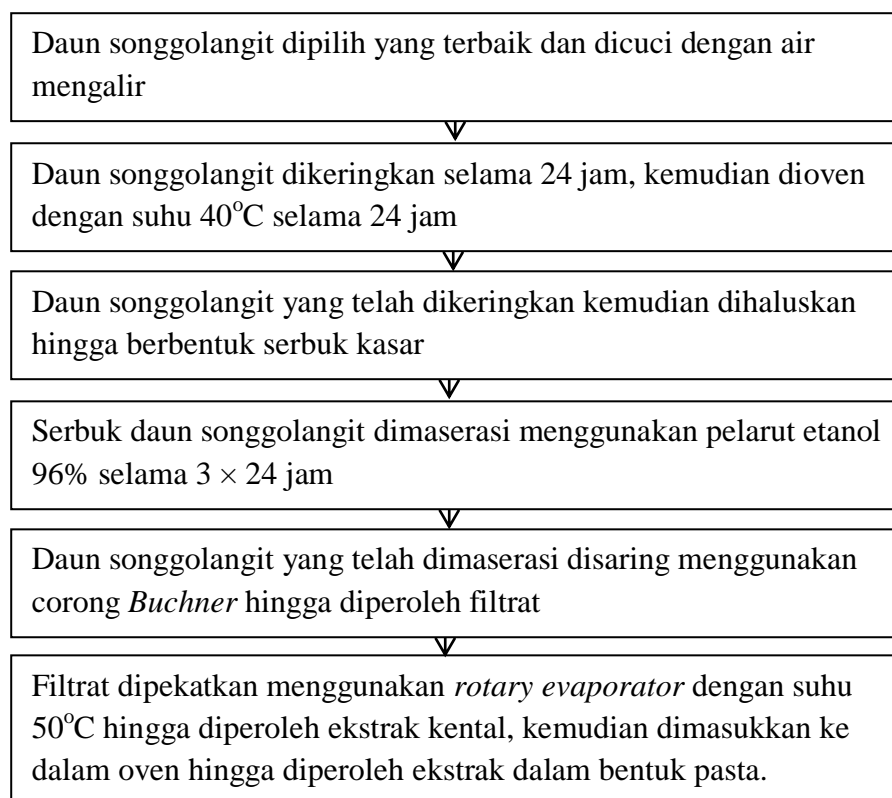 Daun songgolangit dipilih yang terbaik dan dicuci dengan air
mengalir
Daun songgolangit dikeringkan selama 24 jam, kemudian dioven
dengan suhu 40°C selama 24 jam
Daun songgolangit yang telah dikeringkan kemudian dihaluskan
hingga berbentuk serbuk kasar
Serbuk daun songgolangit dimaserasi menggunakan pelarut etanol
96% selama 3 × 24 jam
Daun songgolangit yang telah dimaserasi disaring menggunakan
corong Buchner hingga diperoleh filtrat
Filtrat dipekatkan menggunakan rotary evaporator dengan suhu
50°C hingga diperoleh ekstrak kental, kemudian dimasukkan ke
dalam oven hingga diperoleh ekstrak dalam bentuk pasta.